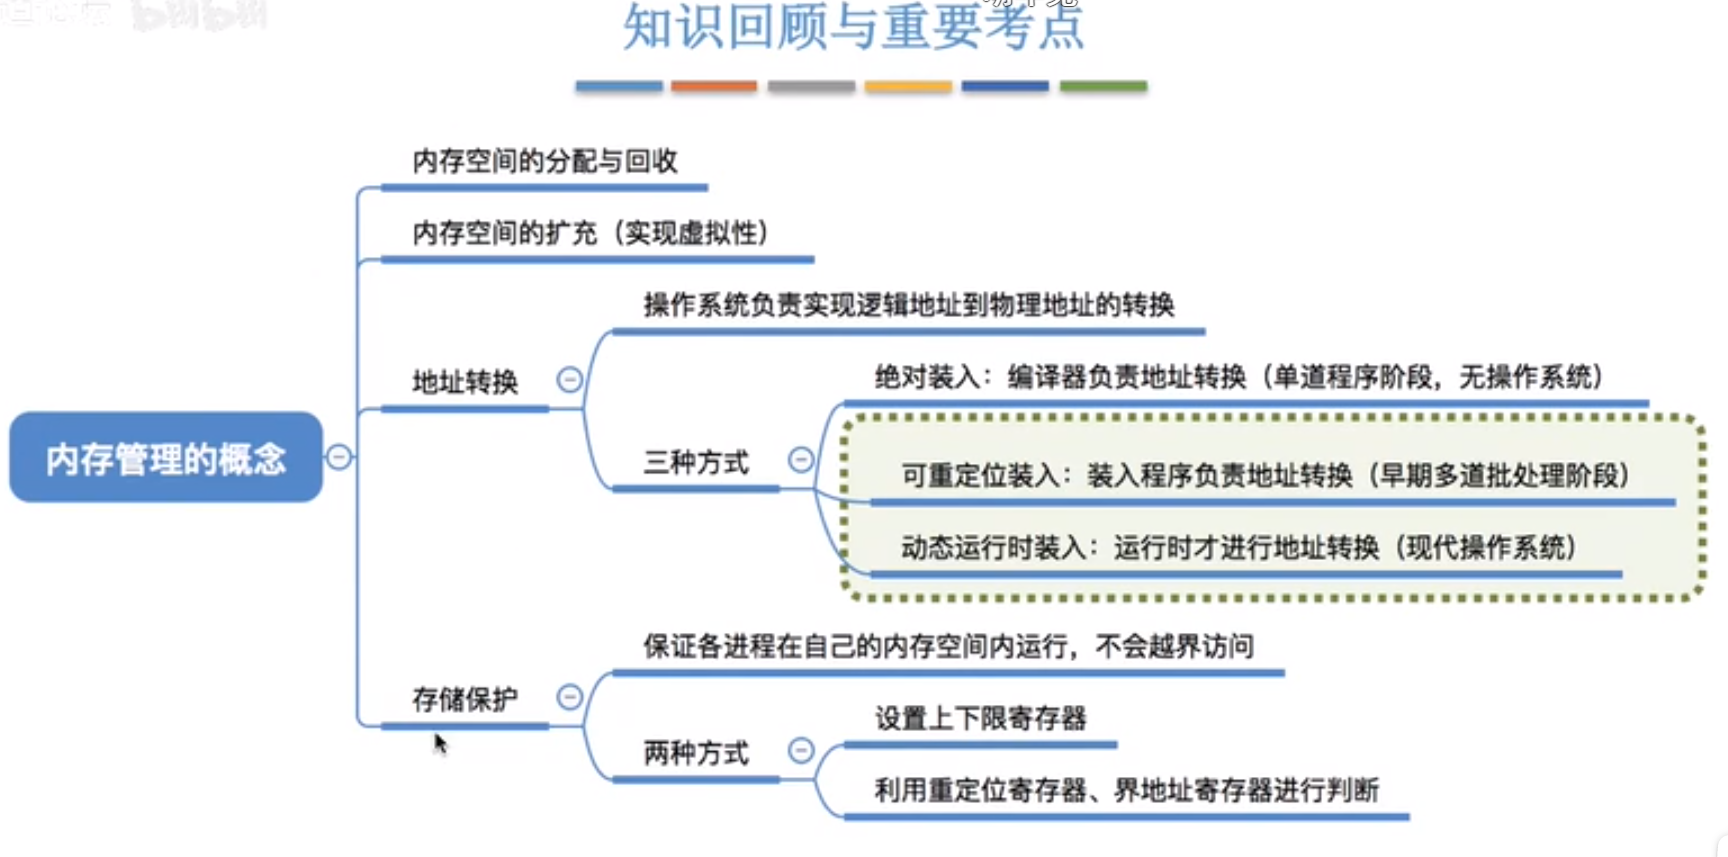 知识回顾与重要考点
内存空间的分配与回收
内存空间的扩充（实现虚拟性）
操作系统负责实现逻辑地址到物理地址的转换
绝对装入：编译器负责地址转换（单道程序阶段，无操作系统）
地址转换
内存管理的概念
三种方式
可重定位装入：装入程序负责地址转换（早期多道批处理阶段）
动态运行时装入：运行时才进行地址转换（现代操作系统）
保证各进程在自己的内存空间内运行，不会越界访问
存储保护
设置上下限寄存器
两种方式
利用重定位寄存器、界地址寄存器进行判断
bilibili